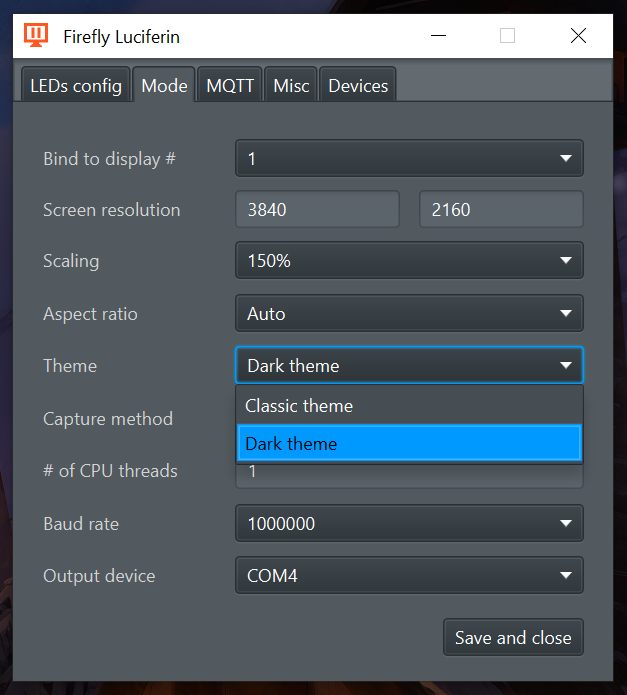 Firefly Luciferin
LEDs config Mode MQTT Misc Devices
Bind to display # 1
Screen resolution 3840 2160
Scaling 150%
Aspect ratio Auto
Theme Dark theme
Classic theme
Capture method
Dark theme
# of CPU threads 1
Baud rate 1000000
Output device COM4
Save and close